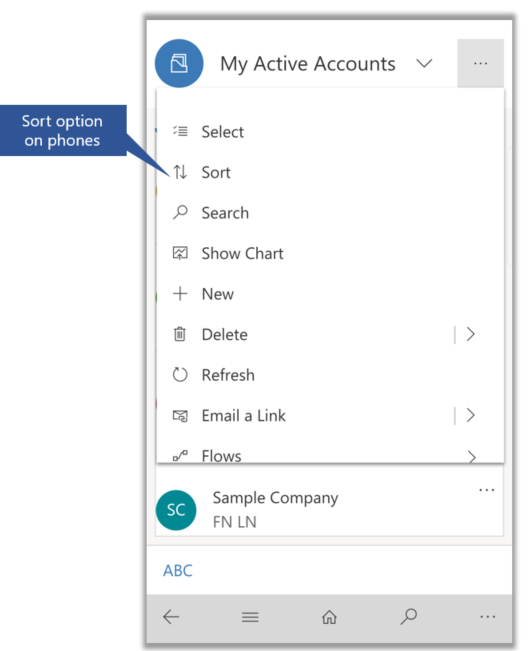 My Active Accounts
...
Sort option
on phones
Select
Sort
Search
Show Chart
New
Delete
Refresh
Email a Link
Flows
SC
Sample Company
...
FN LN
ABC
...